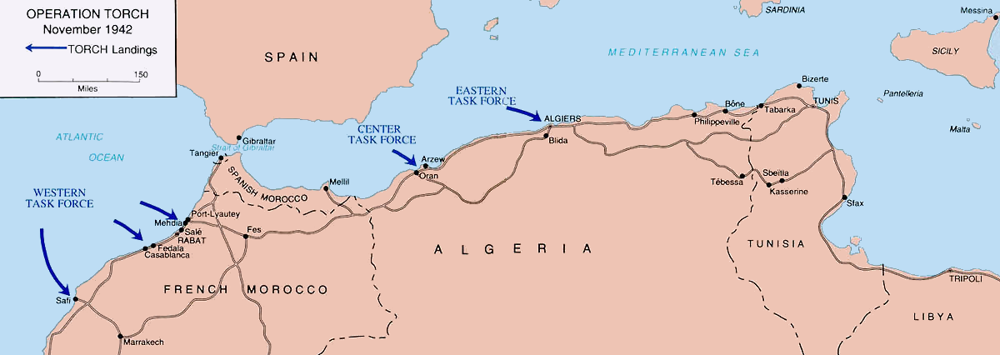 OPERATION TORCH
November 1942
TORCH Landings
0 150
Miles
SPAIN
SARDINIA
Messina
SICILY
MEDITERRANEAN SEA
Pantelleria
Malta
ATLANTIC
OCEAN
Gibraltar
Strait of Gibraltar
Tangier
SPANISH MOROCCO
Mellil
WESTERN
TASK FORCE
CENTER
TASK FORCE
EASTERN
TASK FORCE
Arzew
Oran
ALGIERS
Blida
Philippeville
Bône
Tabarka
Bizerte
TUNIS
Tébessa
Sbeïtla
Kasserine
Sfax
Port-Lyautey
Mehdia
Salé
RABAT
Fedala
Casablanca
Fes
Safi
Marrakech
FRENCH MOROCCO
ALGERIA
TUNISIA
TRIPOLI
LIBYA